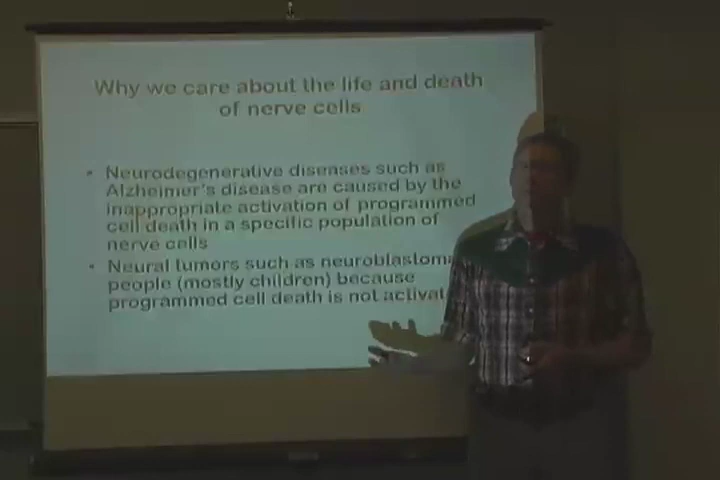 Why we care about the life and death
of nerve cells
• Neurodegenerative diseases such as
Alzheimer's disease are caused by the
inappropriate activation of programmed
cell death in a specific population of
nerve cells
• Neural tumors such as neuroblastoma
people (mostly children) because
programmed cell death is not activat